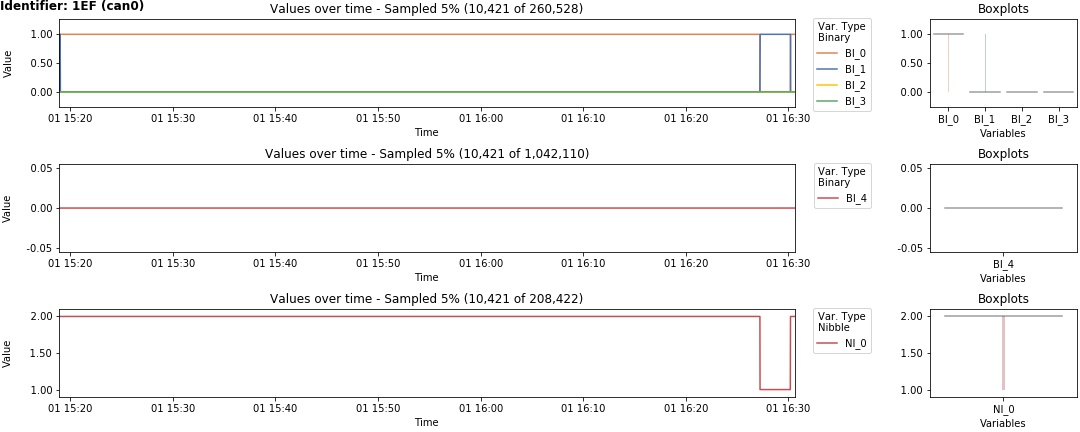 Identifier: 1EF (can0)
Values over time - Sampled 5% (10,421 of 260,528)
Value
1.00
0.50
0.00
01 15:20 01 15:30 01 15:40 01 15:50 01 16:00 01 16:10 01 16:20 01 16:30
Time
Var. Type
Binary
BI_0
BI_1
BI_2
BI_3
Boxplots
1.00
0.50
0.00
BI_0 BI_1 BI_2 BI_3
Variables
Values over time - Sampled 5% (10,421 of 1,042,110)
Value
0.05
0.00
-0.05
01 15:20 01 15:30 01 15:40 01 15:50 01 16:00 01 16:10 01 16:20 01 16:30
Time
Var. Type
Binary
BI_4
Boxplots
0.05
0.00
-0.05
BI_4
Variables
Values over time - Sampled 5% (10,421 of 208,422)
Value
2.00
1.50
1.00
01 15:20 01 15:30 01 15:40 01 15:50 01 16:00 01 16:10 01 16:20 01 16:30
Time
Var. Type
Nibble
NI_0
Boxplots
2.00
1.50
1.00
NI_0
Variables